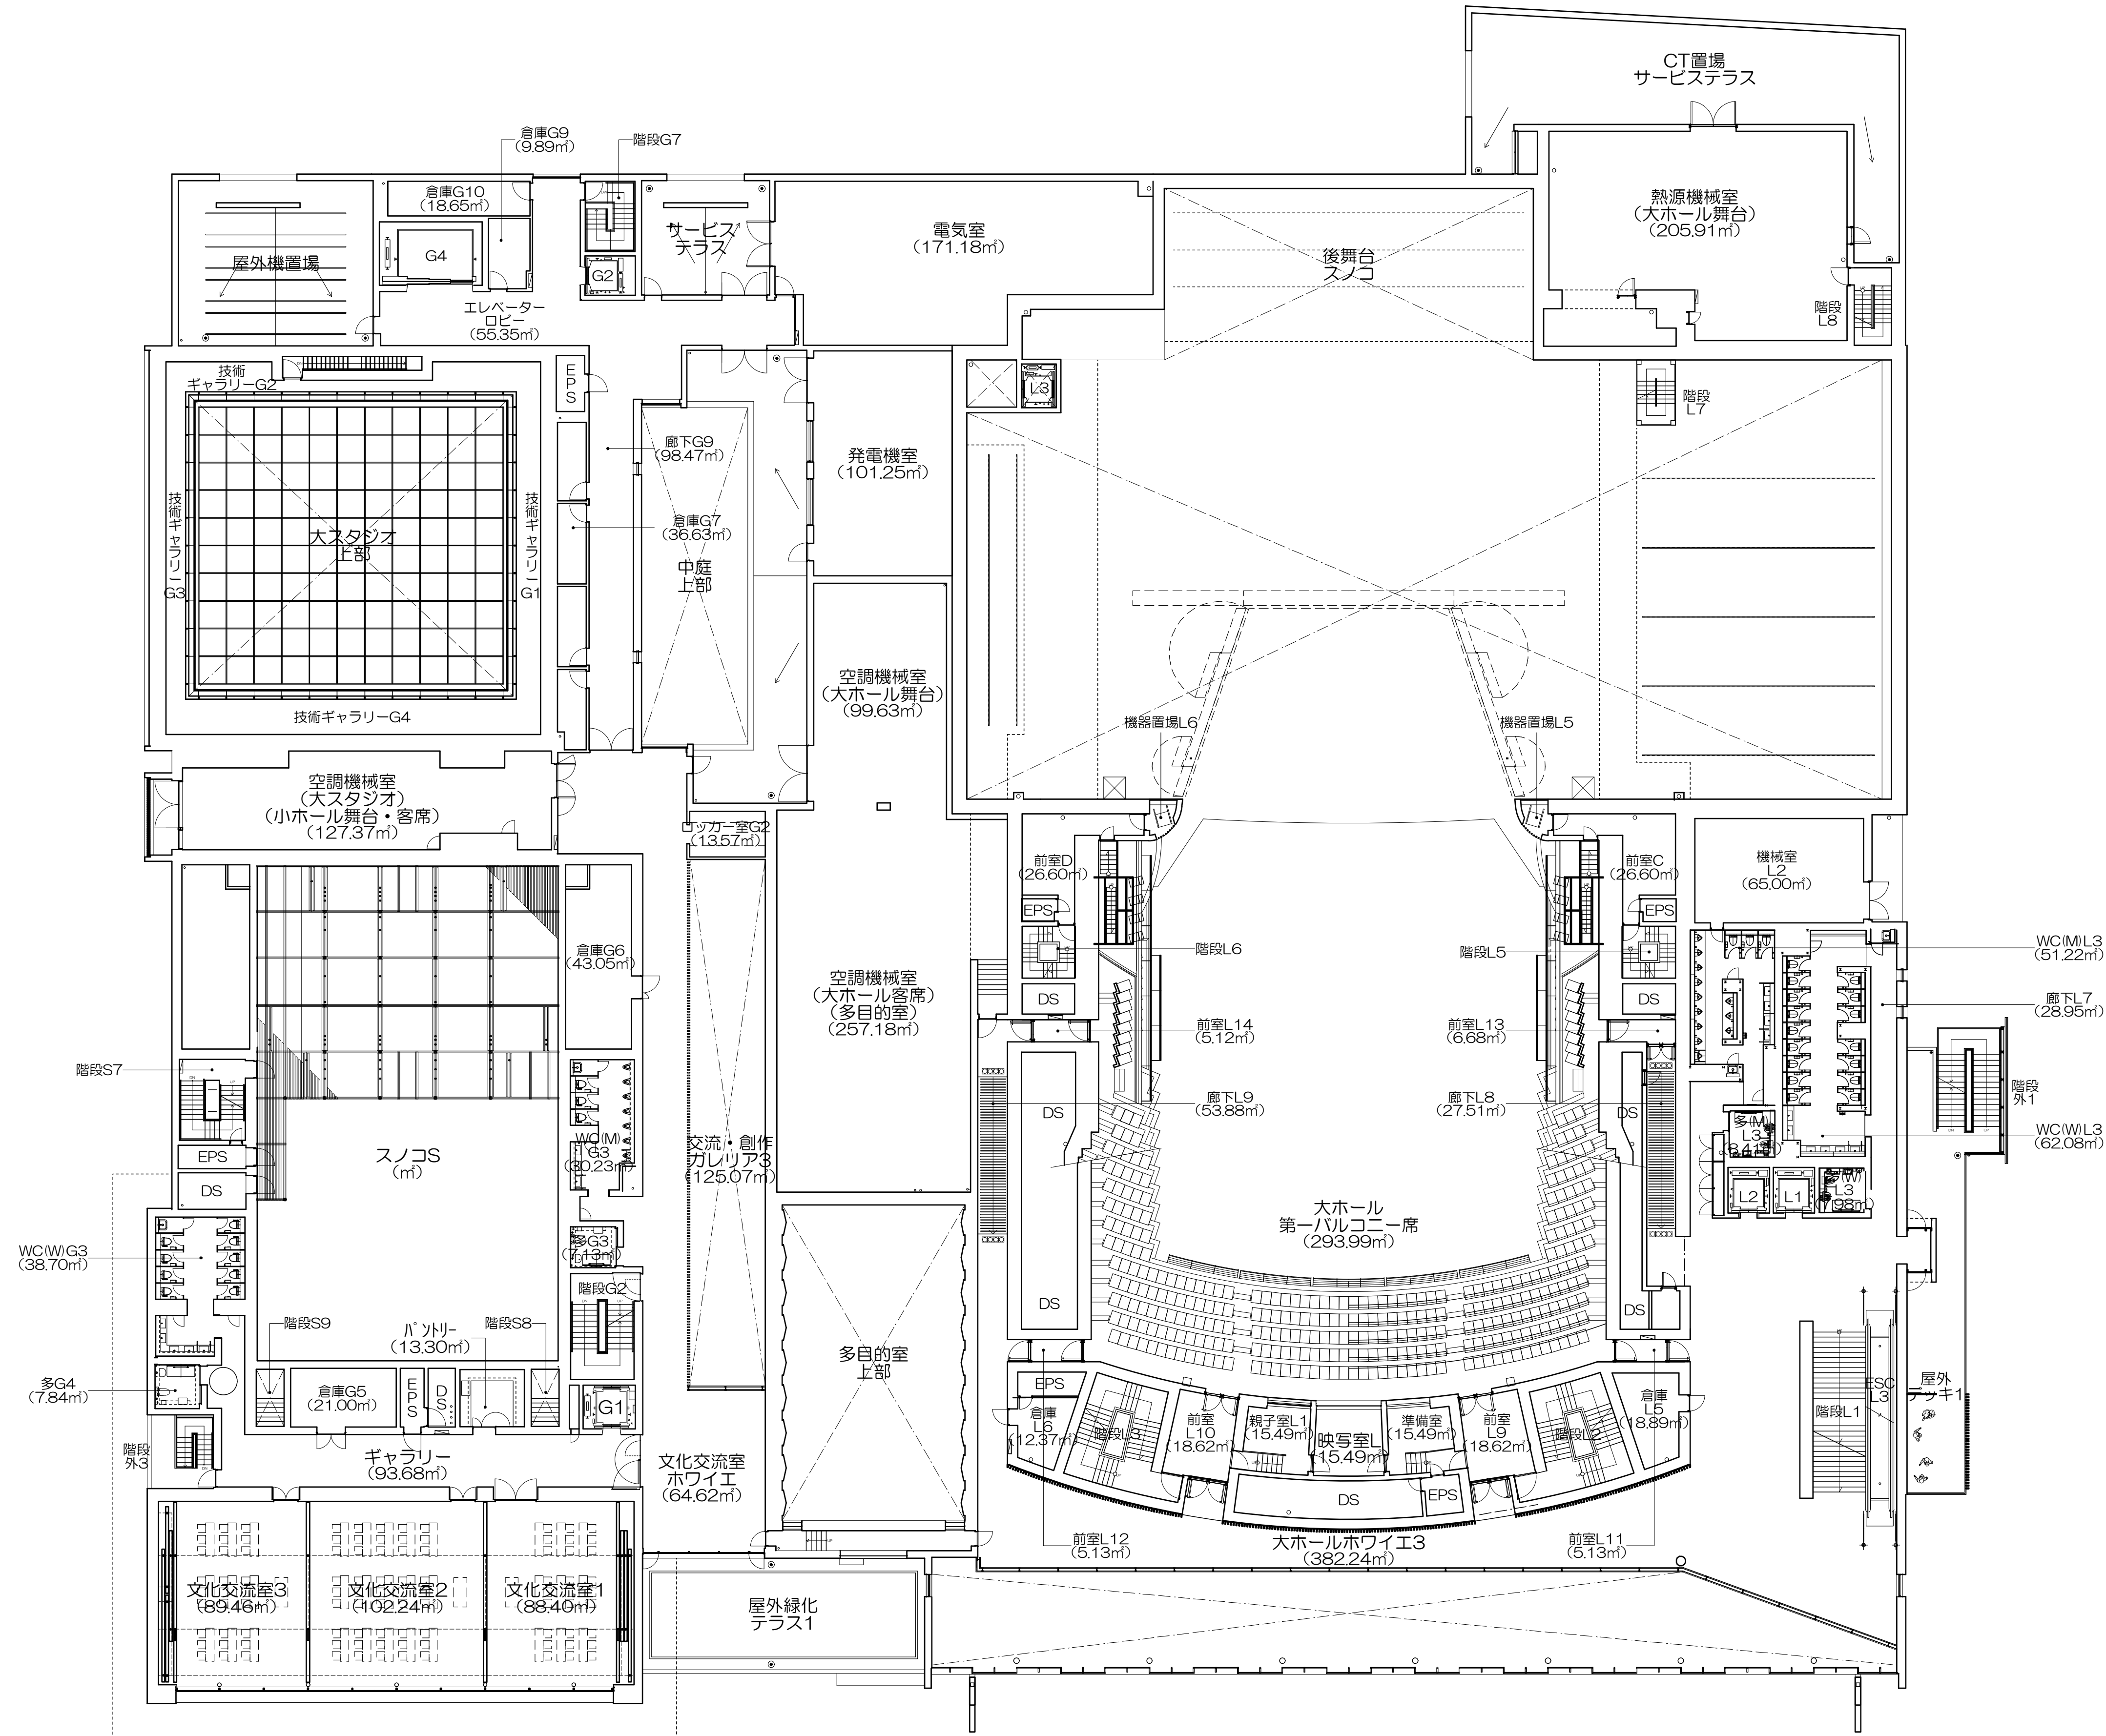 CT置場
サービステラス
倉庫G9
(9.89㎡)
階段G7
倉庫G10
(18.65㎡)
熱源機械室
(大ホール舞台)
(205.91㎡)
サービス
テラス
電気室
(171.18㎡)
G4
屋外機置場
G2
後舞台
スノコ
エレベーター
ロビー
(55.35㎡)
階段
L8
技術
ギャラリーG2
EPS
L3
階段
L7
廊下G9
(98.47㎡)
発電機室
(101.25㎡)
技術ギャラリーG3
技術ギャラリーG1
大スタジオ
上部
倉庫G7
(36.63㎡)
中庭
上部
空調機械室
(大ホール舞台)
(99.63㎡)
技術ギャラリーG4
機器置場L6
機器置場L5
空調機械室
(大スタジオ)
(小ホール舞台・客席)
(127.37㎡)
ッカー室G2
(13.57㎡)
前室D
(26.60㎡)
前室C
(26.60㎡)
機械室
L2
(65.00㎡)
EPS
EPS
倉庫G6
(43.05㎡)
階段L6
階段L5
WC(M)L3
(51.22㎡)
空調機械室
(大ホール客席)
(多目的室)
(257.18㎡)
DS
DS
廊下L7
(28.95㎡)
前室L14
(5.12㎡)
前室L13
(6.68㎡)
階段S7
階段
外1
廊下L9
(53.88㎡)
廊下L8
(27.51㎡)
DS
DS
WC(M)
G3
(30.23㎡)
交流・創作
ガレリア3
(125.07㎡)
多(M)
L3
WC(W)L3
(62.08㎡)
EPS
スノコS
(㎡)
DS
L2
L1
(W)
L3
(7.98㎡)
大ホール
第一バルコニー席
(293.99㎡)
WC(W)G3
(38.70㎡)
多G3
(7.13㎡)
階段G2
DS
DS
階段S9
パントリー
(13.30㎡)
階段S8
多目的室
上部
多G4
(7.84㎡)
倉庫G5
(21.00㎡)
EPS
DS
G1
EPS
倉庫
L6
(12.37㎡)
階段L3
前室
L10
(18.62㎡)
親子室L1
(15.49㎡)
映写室L
(15.49㎡)
準備室
(15.49㎡)
前室
L9
(18.62㎡)
階段L2
倉庫
L5
(18.89㎡)
階段L1
ESC
L3
屋外
デッキ1
階段
外3
ギャラリー
(93.68㎡)
文化交流室
ホワイエ
(64.62㎡)
DS
EPS
前室L12
(5.13㎡)
大ホールホワイエ3
(382.24㎡)
前室L11
(5.13㎡)
文化交流室3
(89.46㎡)
文化交流室2
(102.24㎡)
文化交流室1
(88.40㎡)
屋外緑化
テラス1